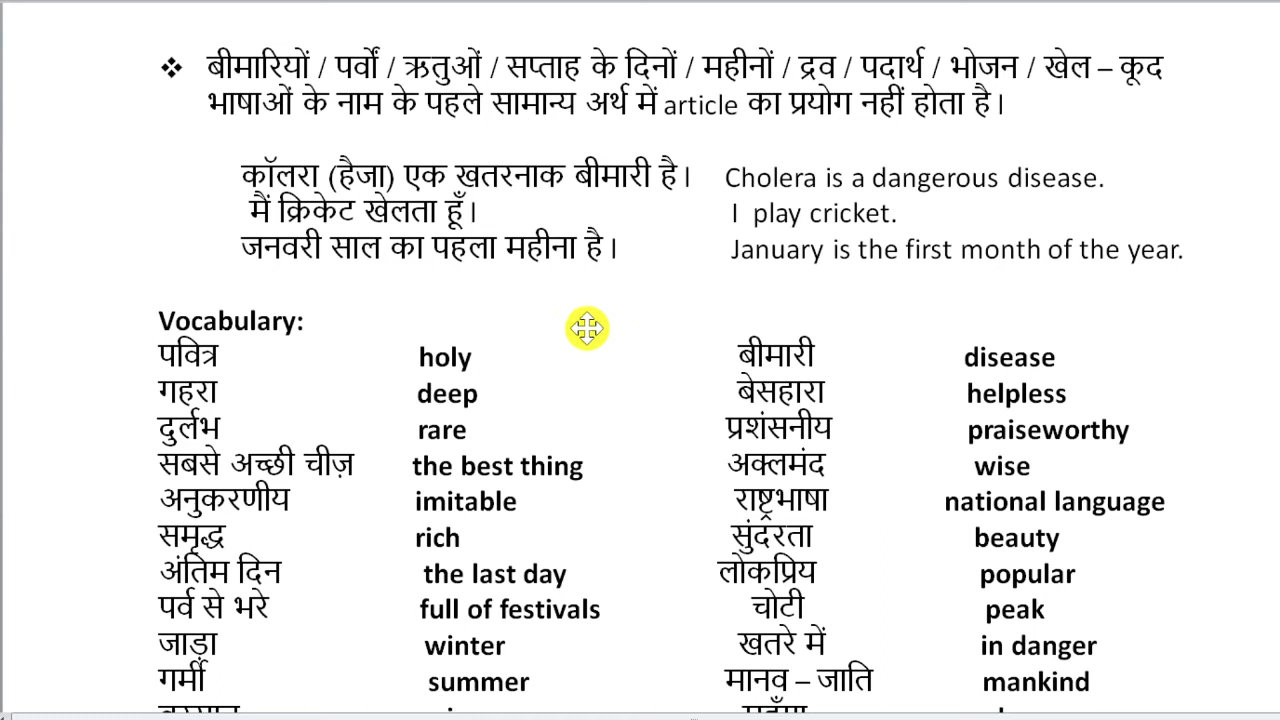 ❖ बीमारियों / पर्वों / ऋतुओं / सप्ताह के दिनों / महीनों / द्रव / पदार्थ / भोजन / खेल – कूद
भाषाओं के नाम के पहले सामान्य अर्थ में article का प्रयोग नहीं होता है।
कॉलरा (हैजा) एक खतरनाक बीमारी है। Cholera is a dangerous disease.
मैं क्रिकेट खेलता हूँ। I play cricket.
जनवरी साल का पहला महीना है। January is the first month of the year.
Vocabulary:
पवित्र holy बीमारी disease
गहरा deep बेसहारा helpless
दुर्लभ rare प्रशंसनीय praiseworthy
सबसे अच्छी चीज़ the best thing अक्लमंद wise
अनुकरणीय imitable राष्ट्रभाषा national language
समृद्ध rich सुंदरता beauty
अंतिम दिन the last day लोकप्रिय popular
पर्व से भरे full of festivals चोटी peak
जाड़ा winter खतरे में in danger
गर्मी summer मानव – जाति mankind